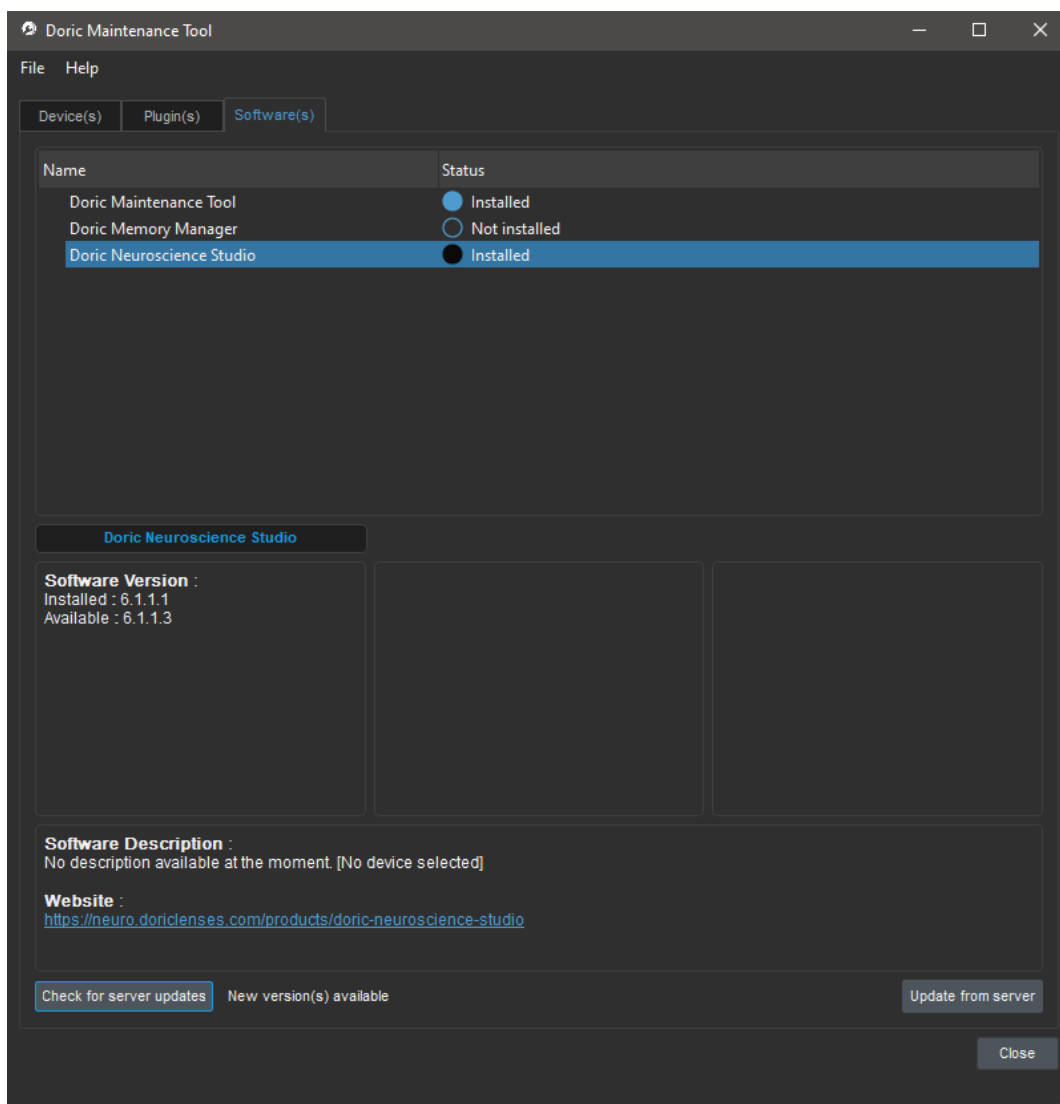 Doric Maintenance Tool
File Help
Device(s) Plugin(s) Software(s)
Name Status
Doric Maintenance Tool Installed
Doric Memory Manager Not installed
Doric Neuroscience Studio Installed
Doric Neuroscience Studio
Software Version :
Installed : 6.1.1.1
Available : 6.1.1.3
Software Description :
No description available at the moment. [No device selected]
Website :
https://neuro.doriclenses.com/products/doric-neuroscience-studio
Check for server updates New version(s) available Update from server
Close